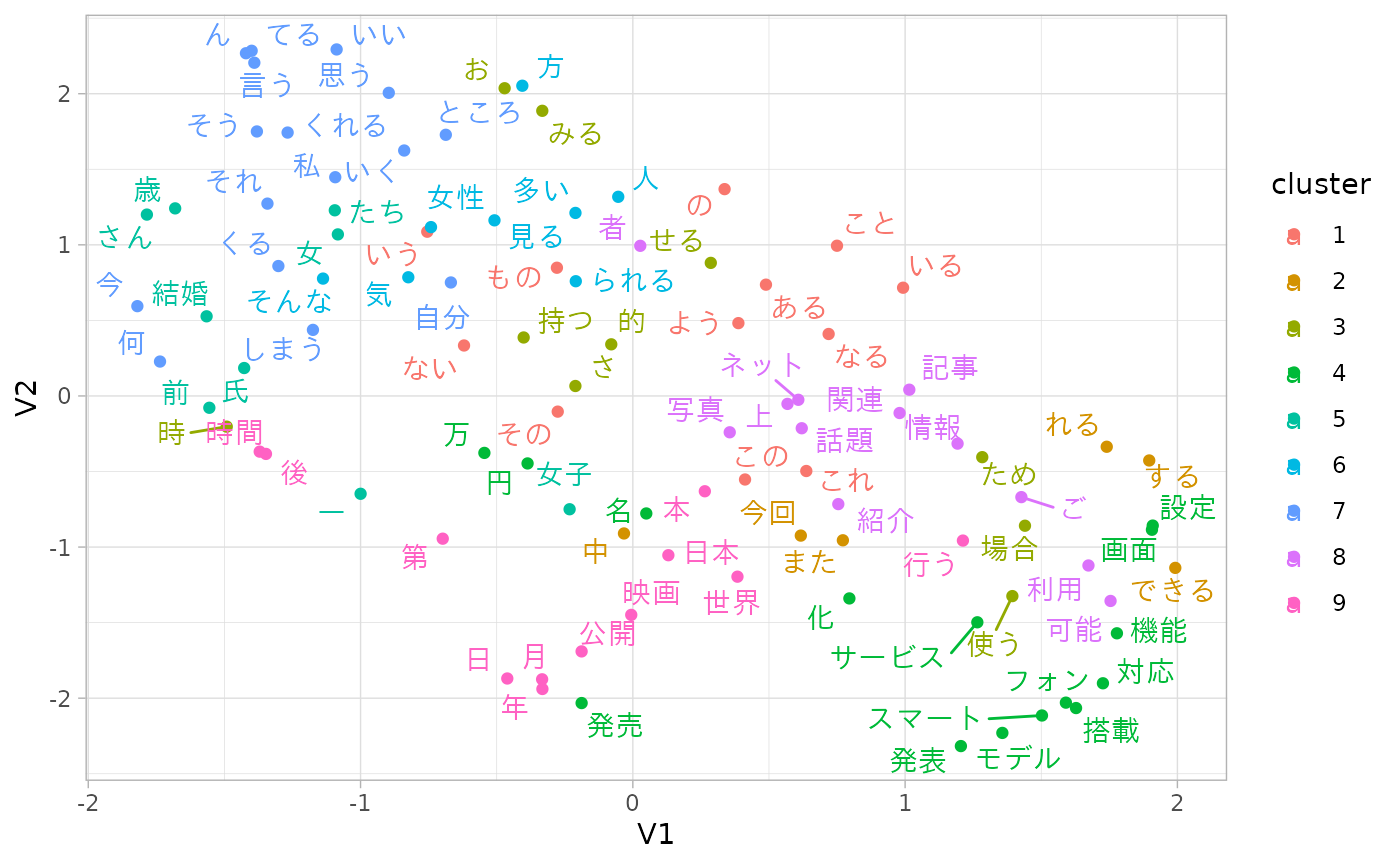 ん てる いい
言う 思う
お 方
ところ
みる
そう くれる
私 いく
それ
歳
さん
たち
女性 多い 人
の
者 せる
見る
こと
くる 女
いう
もの
られる
いる
今 結婚
そんな 気
自分
持つ 的
よう ある
なる
何 しまう
ない
さ
前 氏
ネット 記事
写真 上 関連
話題 情報
れる
時 時間
後
万 その
円 女子
この これ
ため
する
一
名 本 今回 紹介
ご 設定
第
中 日本 また
行う 場合 画面
映画 世界
化
利用 できる
公開
サービス 使う 可能 機能
日 月
年
フォン 対応
発売
スマート 搭載
発表 モデル
2
1
0
-1
-2
-2 -1 0 1 2
V1
V2
cluster
a 1
a 2
a 3
a 4
a 5
a 6
a 7
a 8
a 9